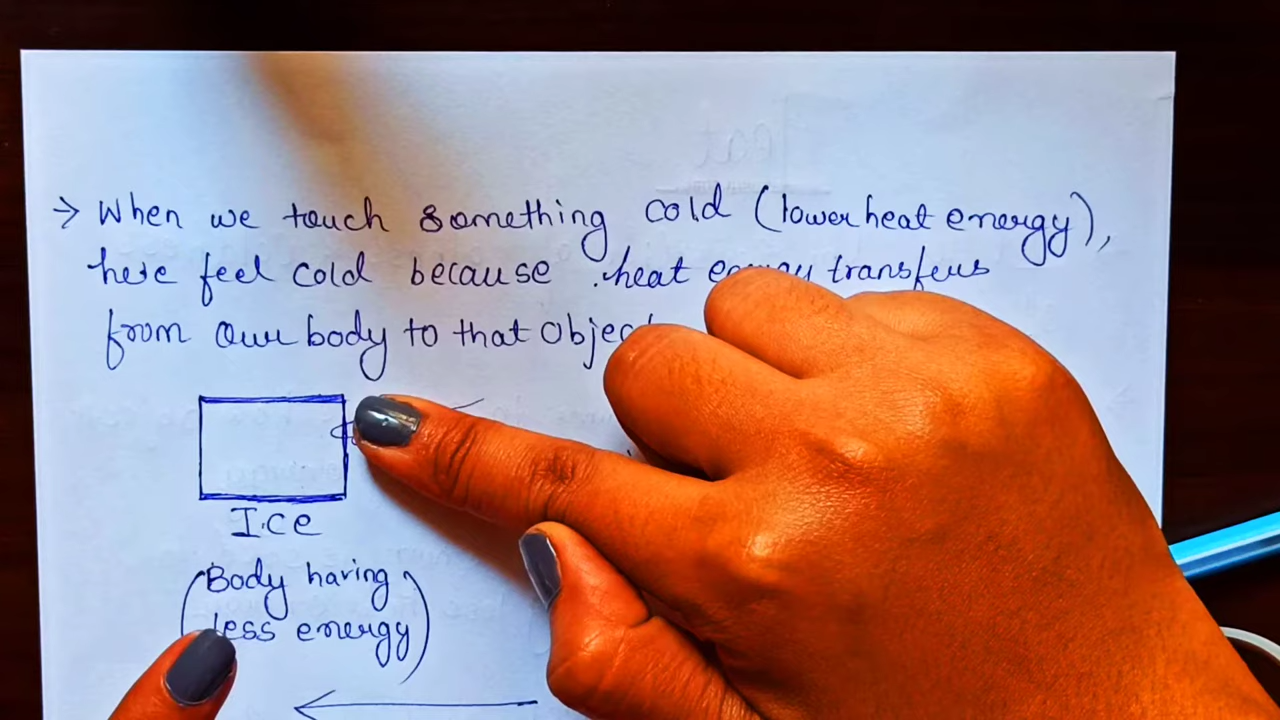 → When we touch something cold (lower heat energy),
here feel cold because heat energy transfers
from our body to that
Ice
(Body having
less energy)